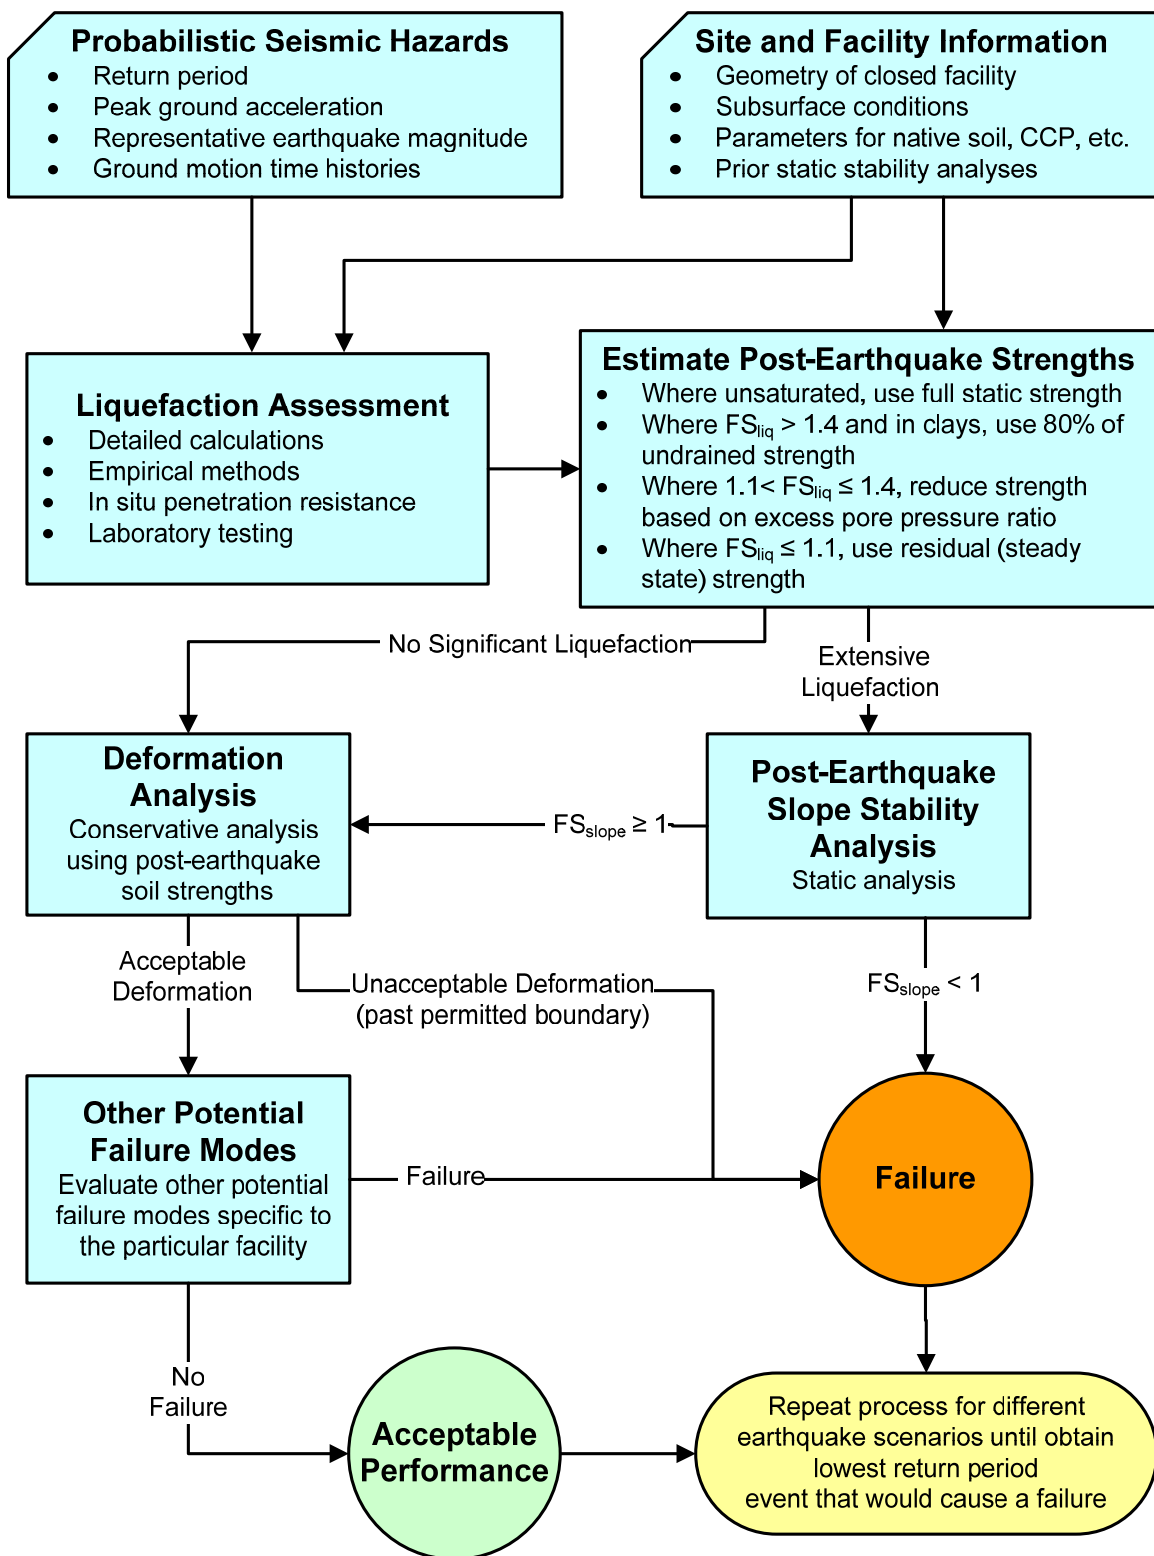 Probabilistic Seismic Hazards
• Return period
• Peak ground acceleration
• Representative earthquake magnitude
• Ground motion time histories
Site and Facility Information
• Geometry of closed facility
• Subsurface conditions
• Parameters for native soil, CCP, etc.
• Prior static stability analyses
Liquefaction Assessment
• Detailed calculations
• Empirical methods
• In situ penetration resistance
• Laboratory testing
Estimate Post-Earthquake Strengths
• Where unsaturated, use full static strength
• Where FSliq > 1.4 and in clays, use 80% of
undrained strength
• Where 1.1< FSliq ≤ 1.4, reduce strength
based on excess pore pressure ratio
• Where FSliq ≤ 1.1, use residual (steady
state) strength
No Significant Liquefaction
Extensive
Liquefaction
Deformation
Analysis
Conservative analysis
using post-earthquake
soil strengths
FSslope ≥ 1
Post-Earthquake
Slope Stability
Analysis
Static analysis
Acceptable
Deformation
Unacceptable Deformation
(past permitted boundary)
FSslope < 1
Other Potential
Failure Modes
Evaluate other potential
failure modes specific to
the particular facility
Failure
Failure
No
Failure
Acceptable
Performance
Repeat process for different
earthquake scenarios until obtain
lowest return period
event that would cause a failure